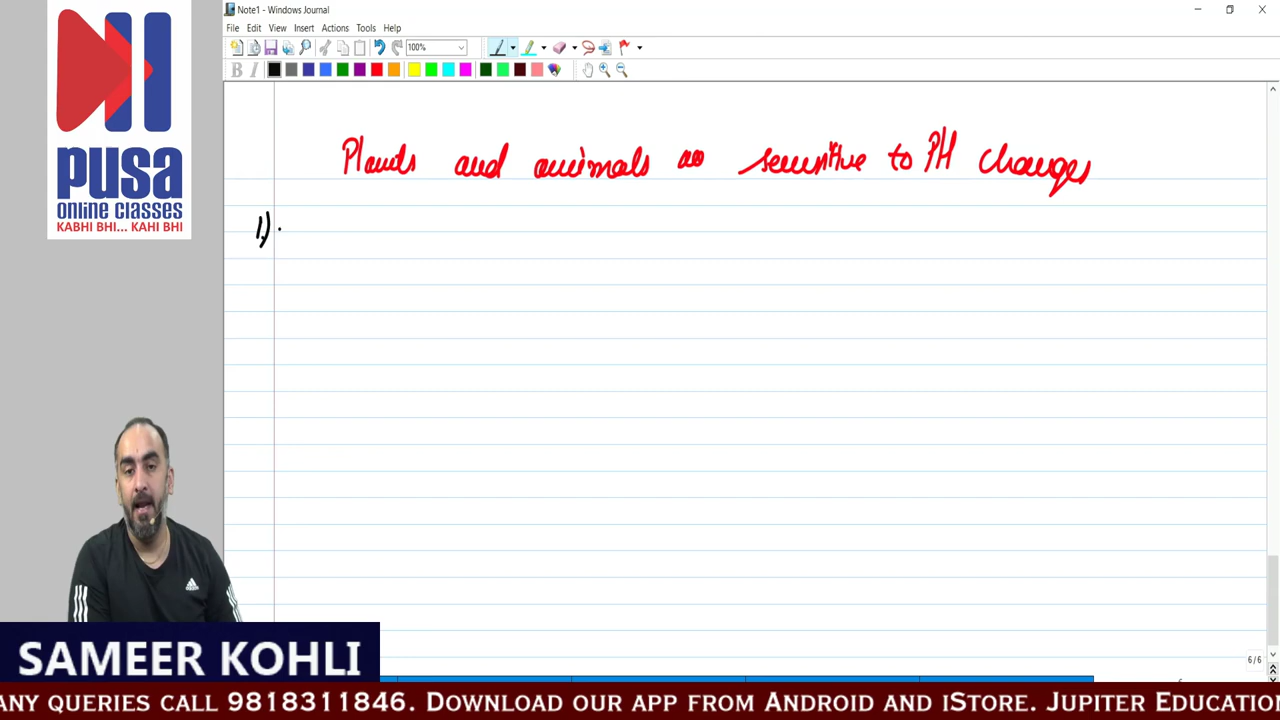 Note1 - Windows Journal
File Edit View Insert Actions Tools Help
100%
B I
PUSA
ONLINE CLASSES
KABHI BHI... KAHI BHI
Plants and animals are sensitive to PH changes
1)
6/6
SAMEER KOHLI
ANY QUERIES CALL 9818311846. DOWNLOAD OUR APP FROM ANDROID AND ISTORE. JUPITER EDUCATIO